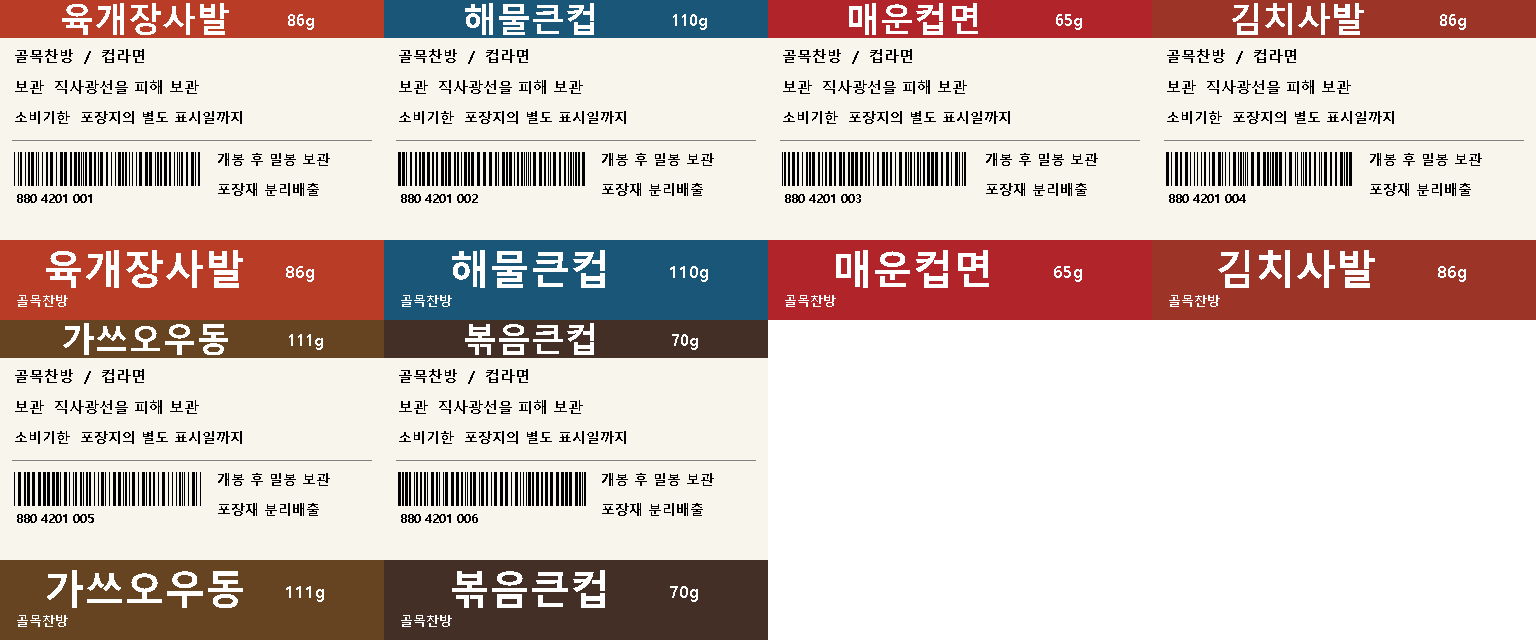 육개장사발 86g
골목찬방 / 컵라면
보관 직사광선을 피해 보관
소비기한 포장지의 별도 표시일까지
개봉 후 밀봉 보관
포장재 분리배출
880 4201 001
육개장사발 86g
골목찬방
해물큰컵 110g
골목찬방 / 컵라면
보관 직사광선을 피해 보관
소비기한 포장지의 별도 표시일까지
개봉 후 밀봉 보관
포장재 분리배출
880 4201 002
해물큰컵 110g
골목찬방
매운컵면 65g
골목찬방 / 컵라면
보관 직사광선을 피해 보관
소비기한 포장지의 별도 표시일까지
개봉 후 밀봉 보관
포장재 분리배출
880 4201 003
매운컵면 65g
골목찬방
김치사발 86g
골목찬방 / 컵라면
보관 직사광선을 피해 보관
소비기한 포장지의 별도 표시일까지
개봉 후 밀봉 보관
포장재 분리배출
880 4201 004
김치사발 86g
골목찬방
가쓰오우동 111g
골목찬방 / 컵라면
보관 직사광선을 피해 보관
소비기한 포장지의 별도 표시일까지
개봉 후 밀봉 보관
포장재 분리배출
880 4201 005
가쓰오우동 111g
골목찬방
볶음큰컵 70g
골목찬방 / 컵라면
보관 직사광선을 피해 보관
소비기한 포장지의 별도 표시일까지
개봉 후 밀봉 보관
포장재 분리배출
880 4201 006
볶음큰컵 70g
골목찬방